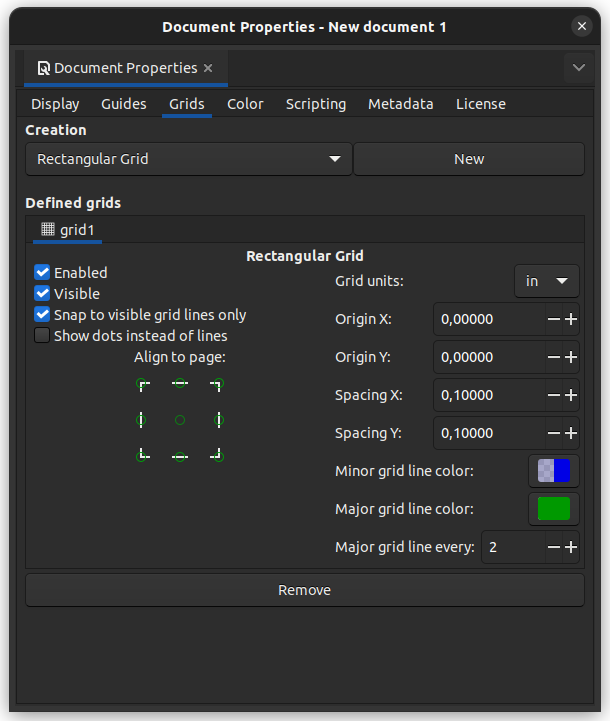 Document Properties - New document 1
Document Properties
Display Guides Grids Color Scripting Metadata License
Creation
Rectangular Grid New
Defined grids
grid1
Rectangular Grid
Enabled
Visible
Snap to visible grid lines only
Show dots instead of lines
Align to page:
Grid units: in
Origin X: 0,00000
Origin Y: 0,00000
Spacing X: 0,10000
Spacing Y: 0,10000
Minor grid line color:
Major grid line color:
Major grid line every: 2
Remove